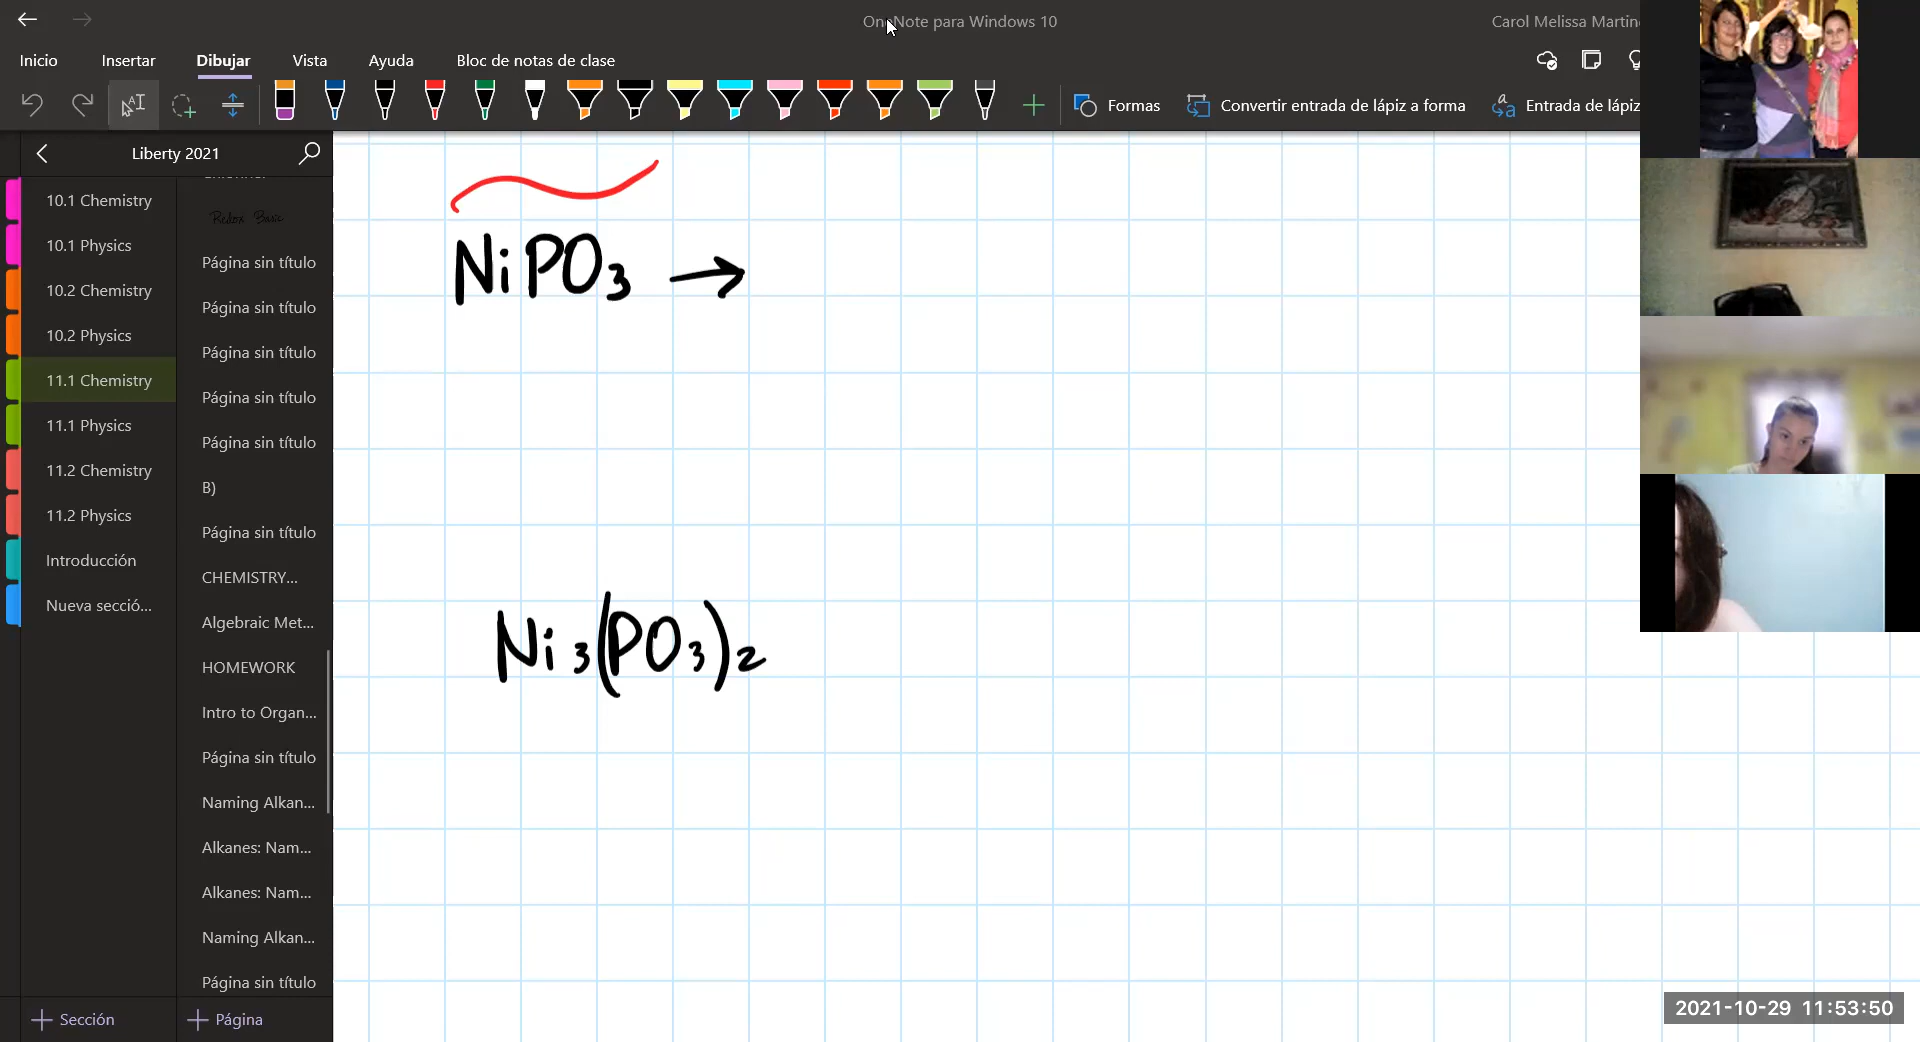 OneNote para Windows 10
Carol Melissa Martin
Inicio
Insertar
Dibujar
Vista
Ayuda
Bloc de notas de clase
Formas
Convertir entrada de lápiz a forma
Entrada de lápiz
Liberty 2021
10.1 Chemistry
10.1 Physics
10.2 Chemistry
10.2 Physics
11.1 Chemistry
11.1 Physics
11.2 Chemistry
11.2 Physics
Introducción
Nueva secció...
Redox Basic
Página sin título
Página sin título
Página sin título
Página sin título
Página sin título
B)
Página sin título
CHEMISTRY...
Algebraic Met...
HOMEWORK
Intro to Organ...
Página sin título
Naming Alkan...
Alkanes: Nam...
Alkanes: Nam...
Naming Alkan...
Página sin título
Sección
Página
NiPO₃ →
Ni₃(PO₃)₂
2021-10-29 11:53:50